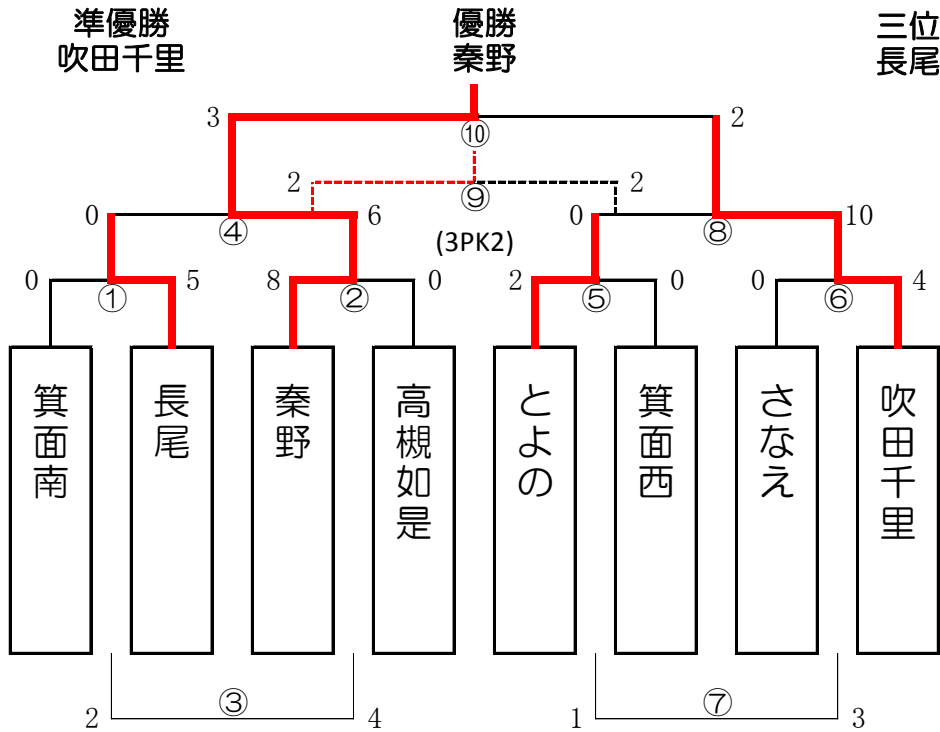 準優勝
吹田千里
優勝
秦野
三位
長尾
3
⑩
2
2
⑨
2
0
④
6
(3PK2)
0
⑧
10
0
①
5
8
②
0
2
⑤
0
0
⑥
4
箕面南
長尾
秦野
高槻如是
とよの
箕面西
さなえ
吹田千里
2
③
4
1
⑦
3